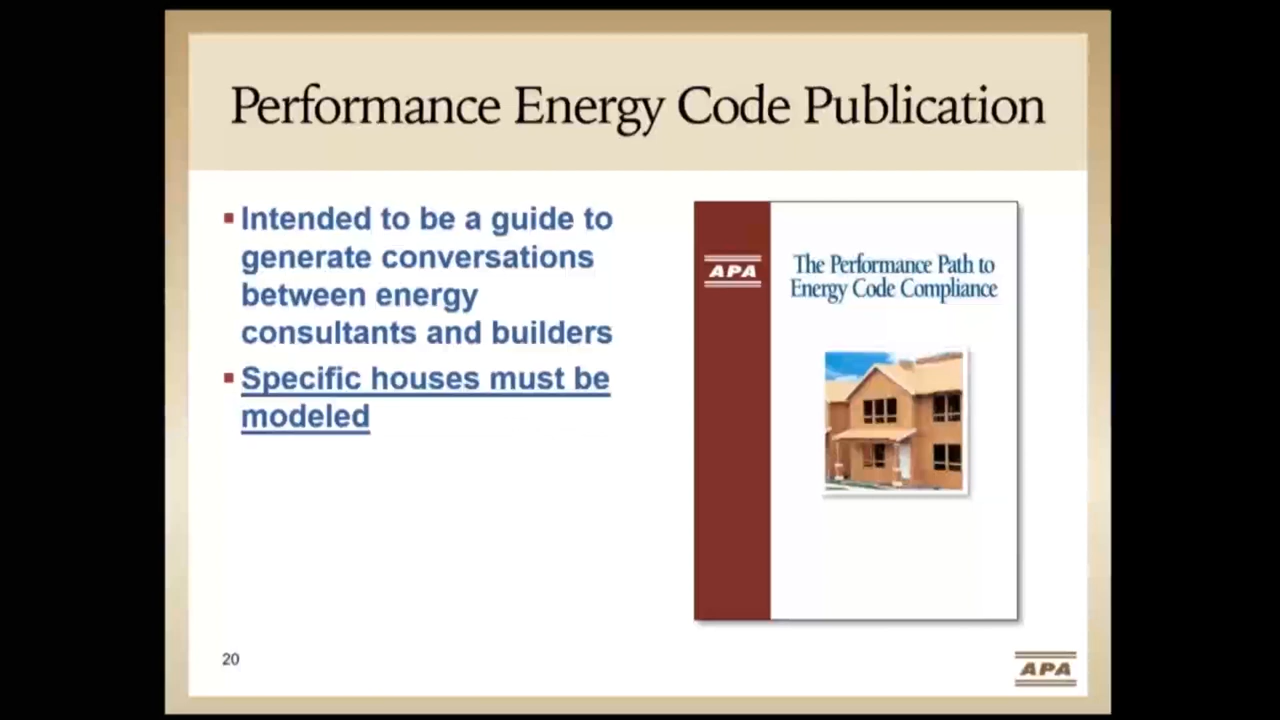 Performance Energy Code Publication
Intended to be a guide to
generate conversations
between energy
consultants and builders
Specific houses must be
modeled
APA
The Performance Path to
Energy Code Compliance
20
APA